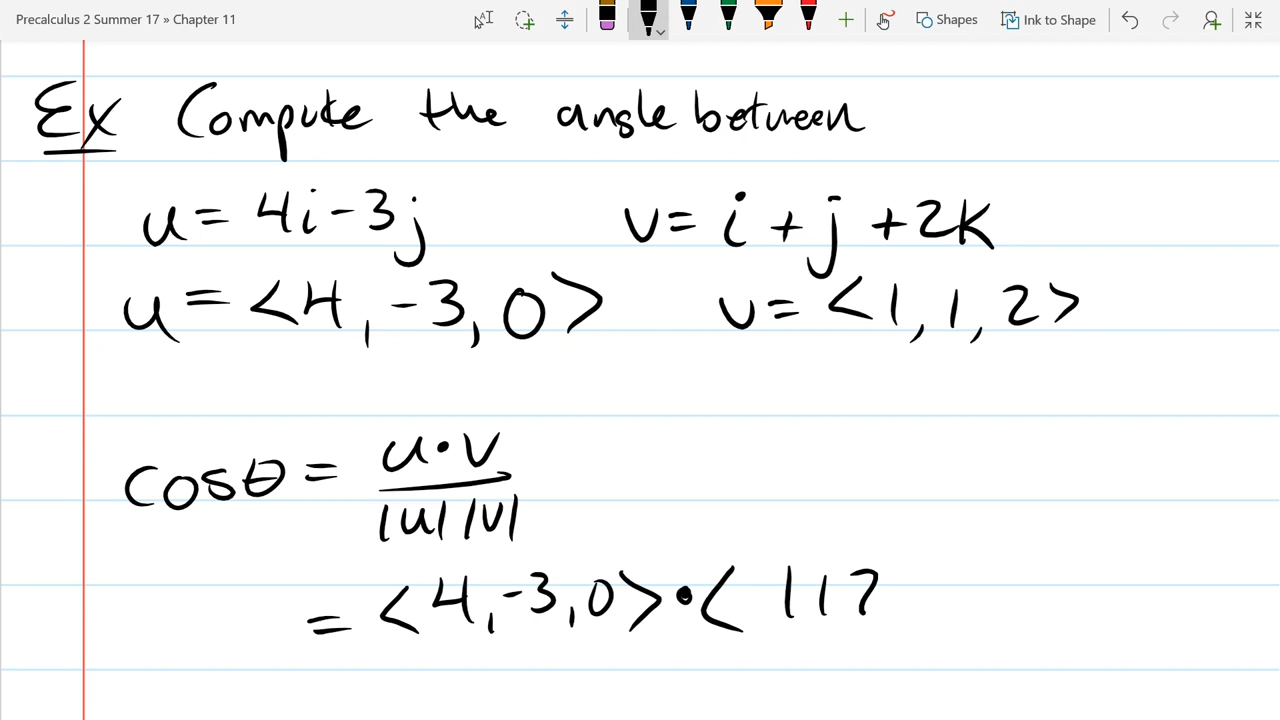 Precalculus 2 Summer 17 » Chapter 11
Shapes
Ink to Shape
Ex Compute the angle between
u = 4i - 3j
v = i + j + 2k
u = <4, -3, 0>
v = <1, 1, 2>
cosθ = u • v
|u| |v|
= <4, -3, 0> • < 1 1 2